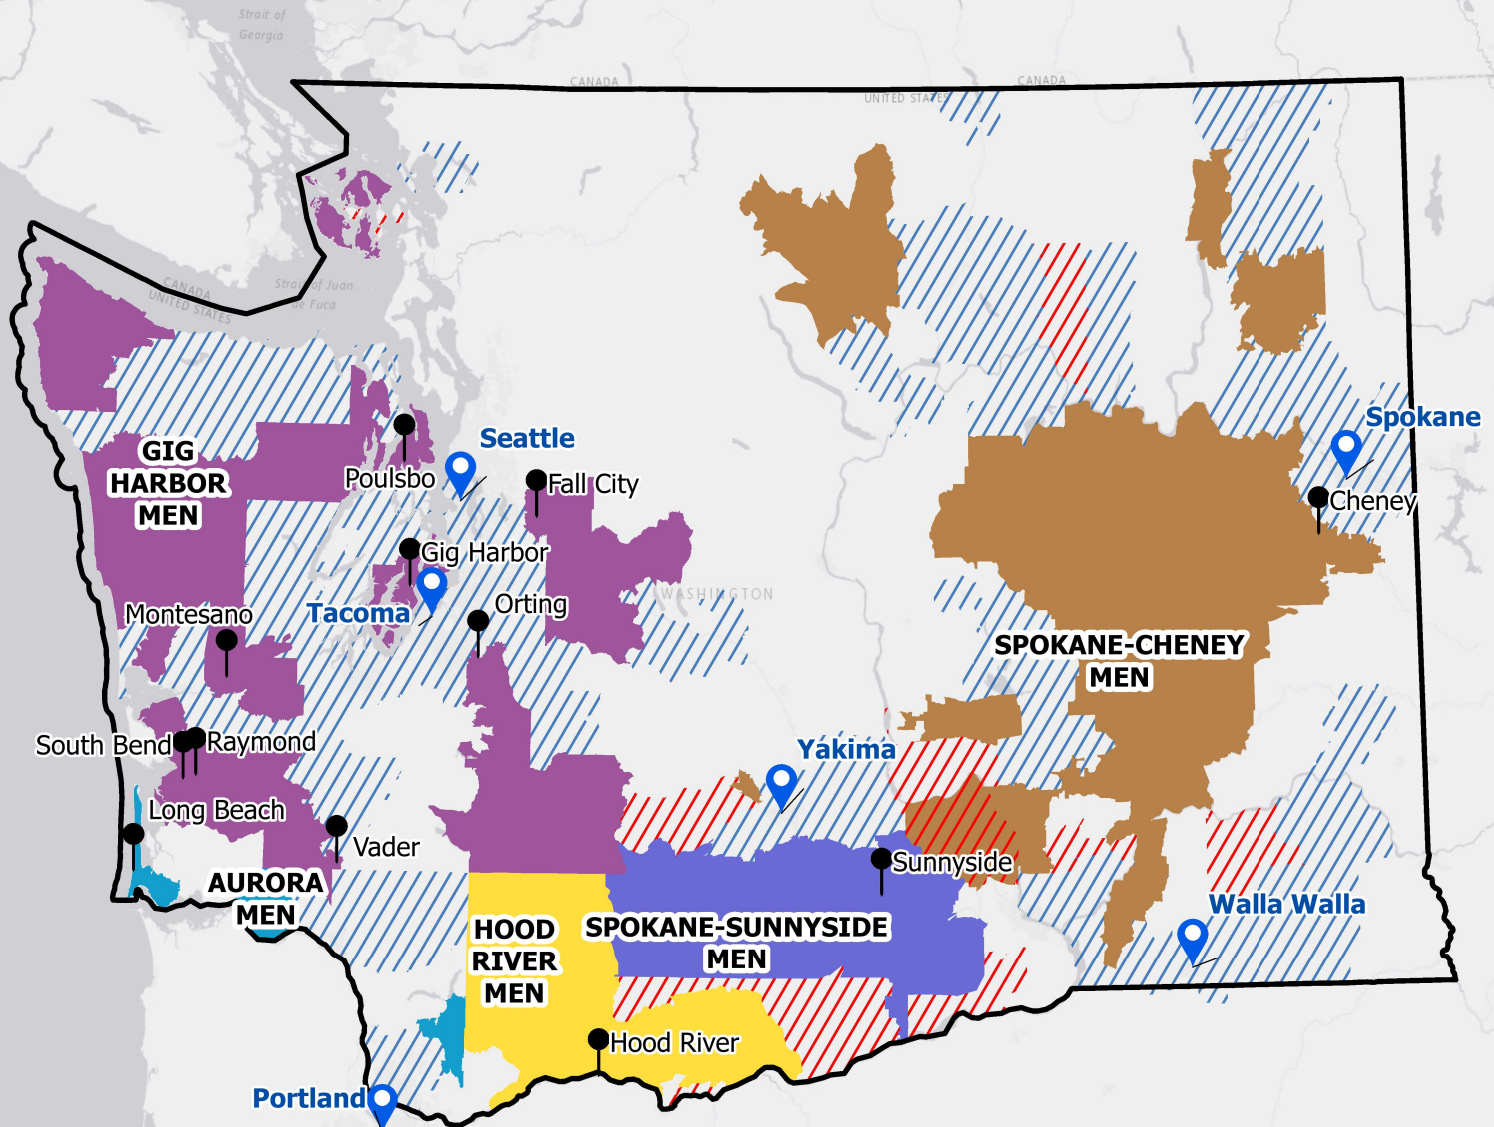 Strait of
Georgia
CANADA
UNITED STATES
CANADA
CANADA
UNITED STATES
Strait of Juan
de Fuca
Spokane
Seattle
GIG
HARBOR
MEN
Poulsbo
Fall City
Cheney
Gig Harbor
WASHINGTON
Montesano
Tacoma
Orting
SPOKANE-CHENEY
MEN
South Bend
Raymond
Yakima
Long Beach
Vader
Sunnyside
AURORA
MEN
Walla Walla
HOOD
RIVER
MEN
SPOKANE-SUNNYSIDE
MEN
Hood River
Portland